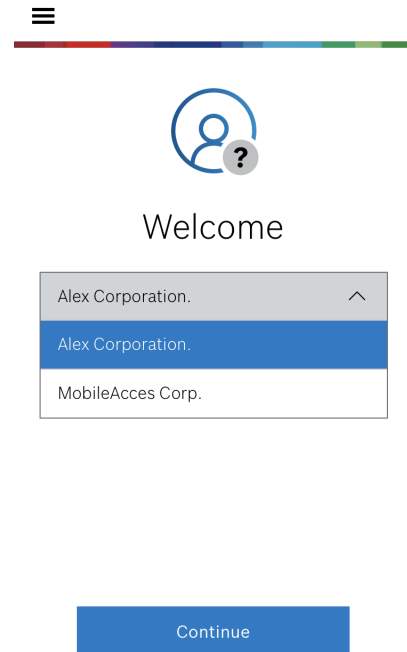 ?
Welcome
Alex Corporation.
Alex Corporation.
MobileAcces Corp.
Continue